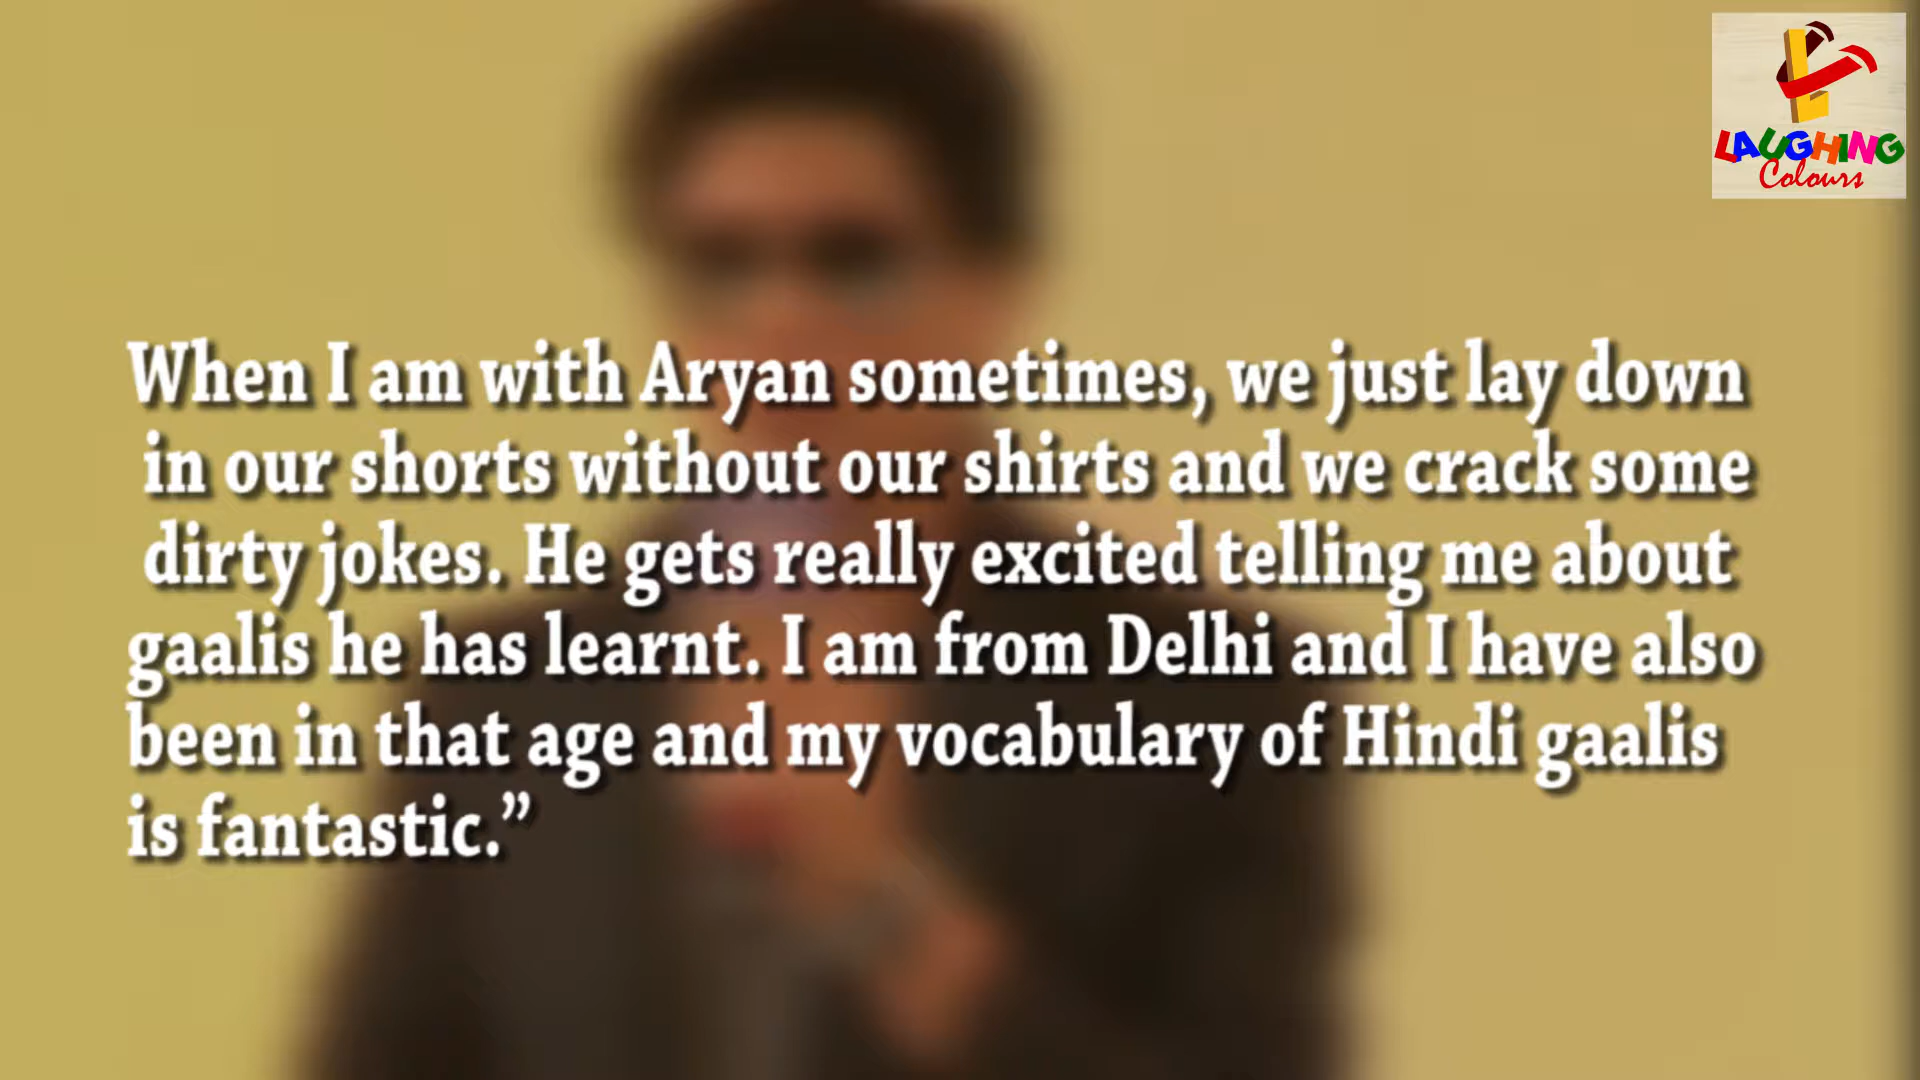 LAUGHING
Colours
When I am with Aryan sometimes, we just lay down
in our shorts without our shirts and we crack some
dirty jokes. He gets really excited telling me about
gaalis he has learnt. I am from Delhi and I have also
been in that age and my vocabulary of Hindi gaalis
is fantastic.”